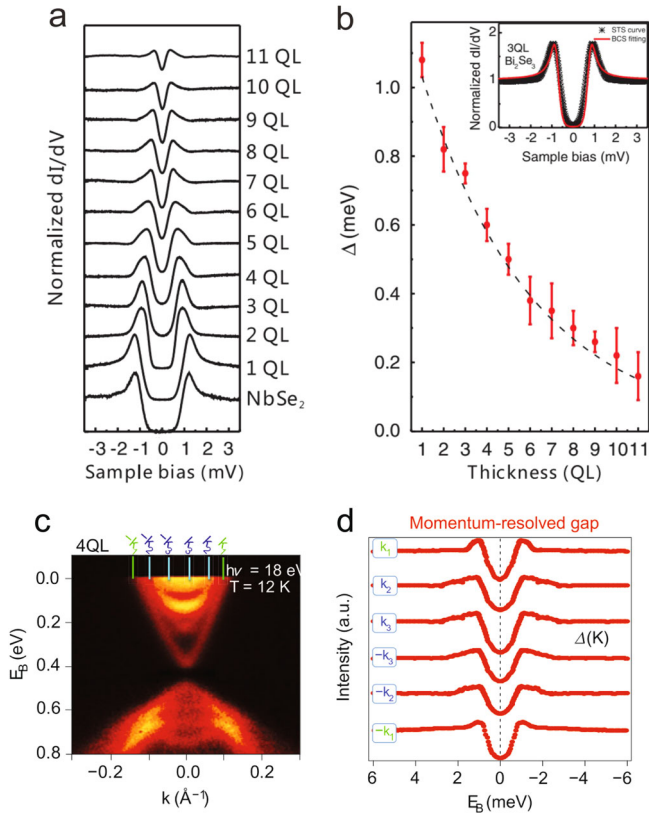 a
Normalized dI/dV
11 QL
10 QL
9 QL
8 QL
7 QL
6 QL
5 QL
4 QL
3 QL
2 QL
1 QL
NbSe₂
-3 -2 -1 0 1 2 3
Sample bias (mV)
b
Δ (meV)
1.2
1.0
0.8
0.6
0.4
0.2
0.0
1 2 3 4 5 6 7 8 9 10 11
Thickness (QL)
Normalized dI/dV
2
1
0
STS curve
BCS fitting
3QL
Bi₂Se₃
-3 -2 -1 0 1 2 3
Sample bias (mV)
c
4QL
hν = 18 eV
T = 12 K
E_B (eV)
0.0
0.2
0.4
0.6
0.8
−0.2 0.0 0.2
k (Å⁻¹)
d
Momentum-resolved gap
Intensity (a.u.)
k₁
k₂
k₃
−k₃
−k₂
−k₁
Δ(K)
6 4 2 0 −2 −4 −6
E_B (meV)